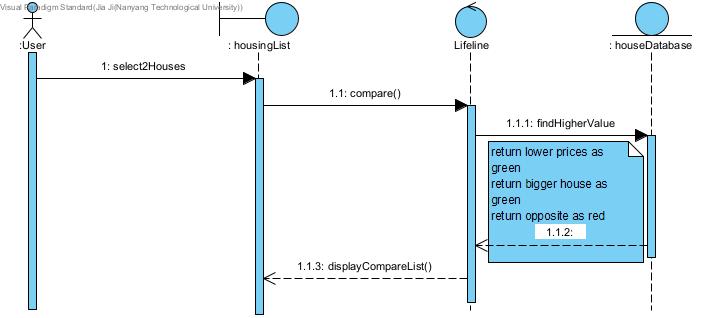 Visual Paradigm Standard(Jia Ji(Nanyang Technological University))
:User
: housingList
Lifeline
: houseDatabase
1: select2Houses
1.1: compare()
1.1.1: findHigherValue
return lower prices as
green
return bigger house as
green
return opposite as red
1.1.2:
1.1.3: displayCompareList()